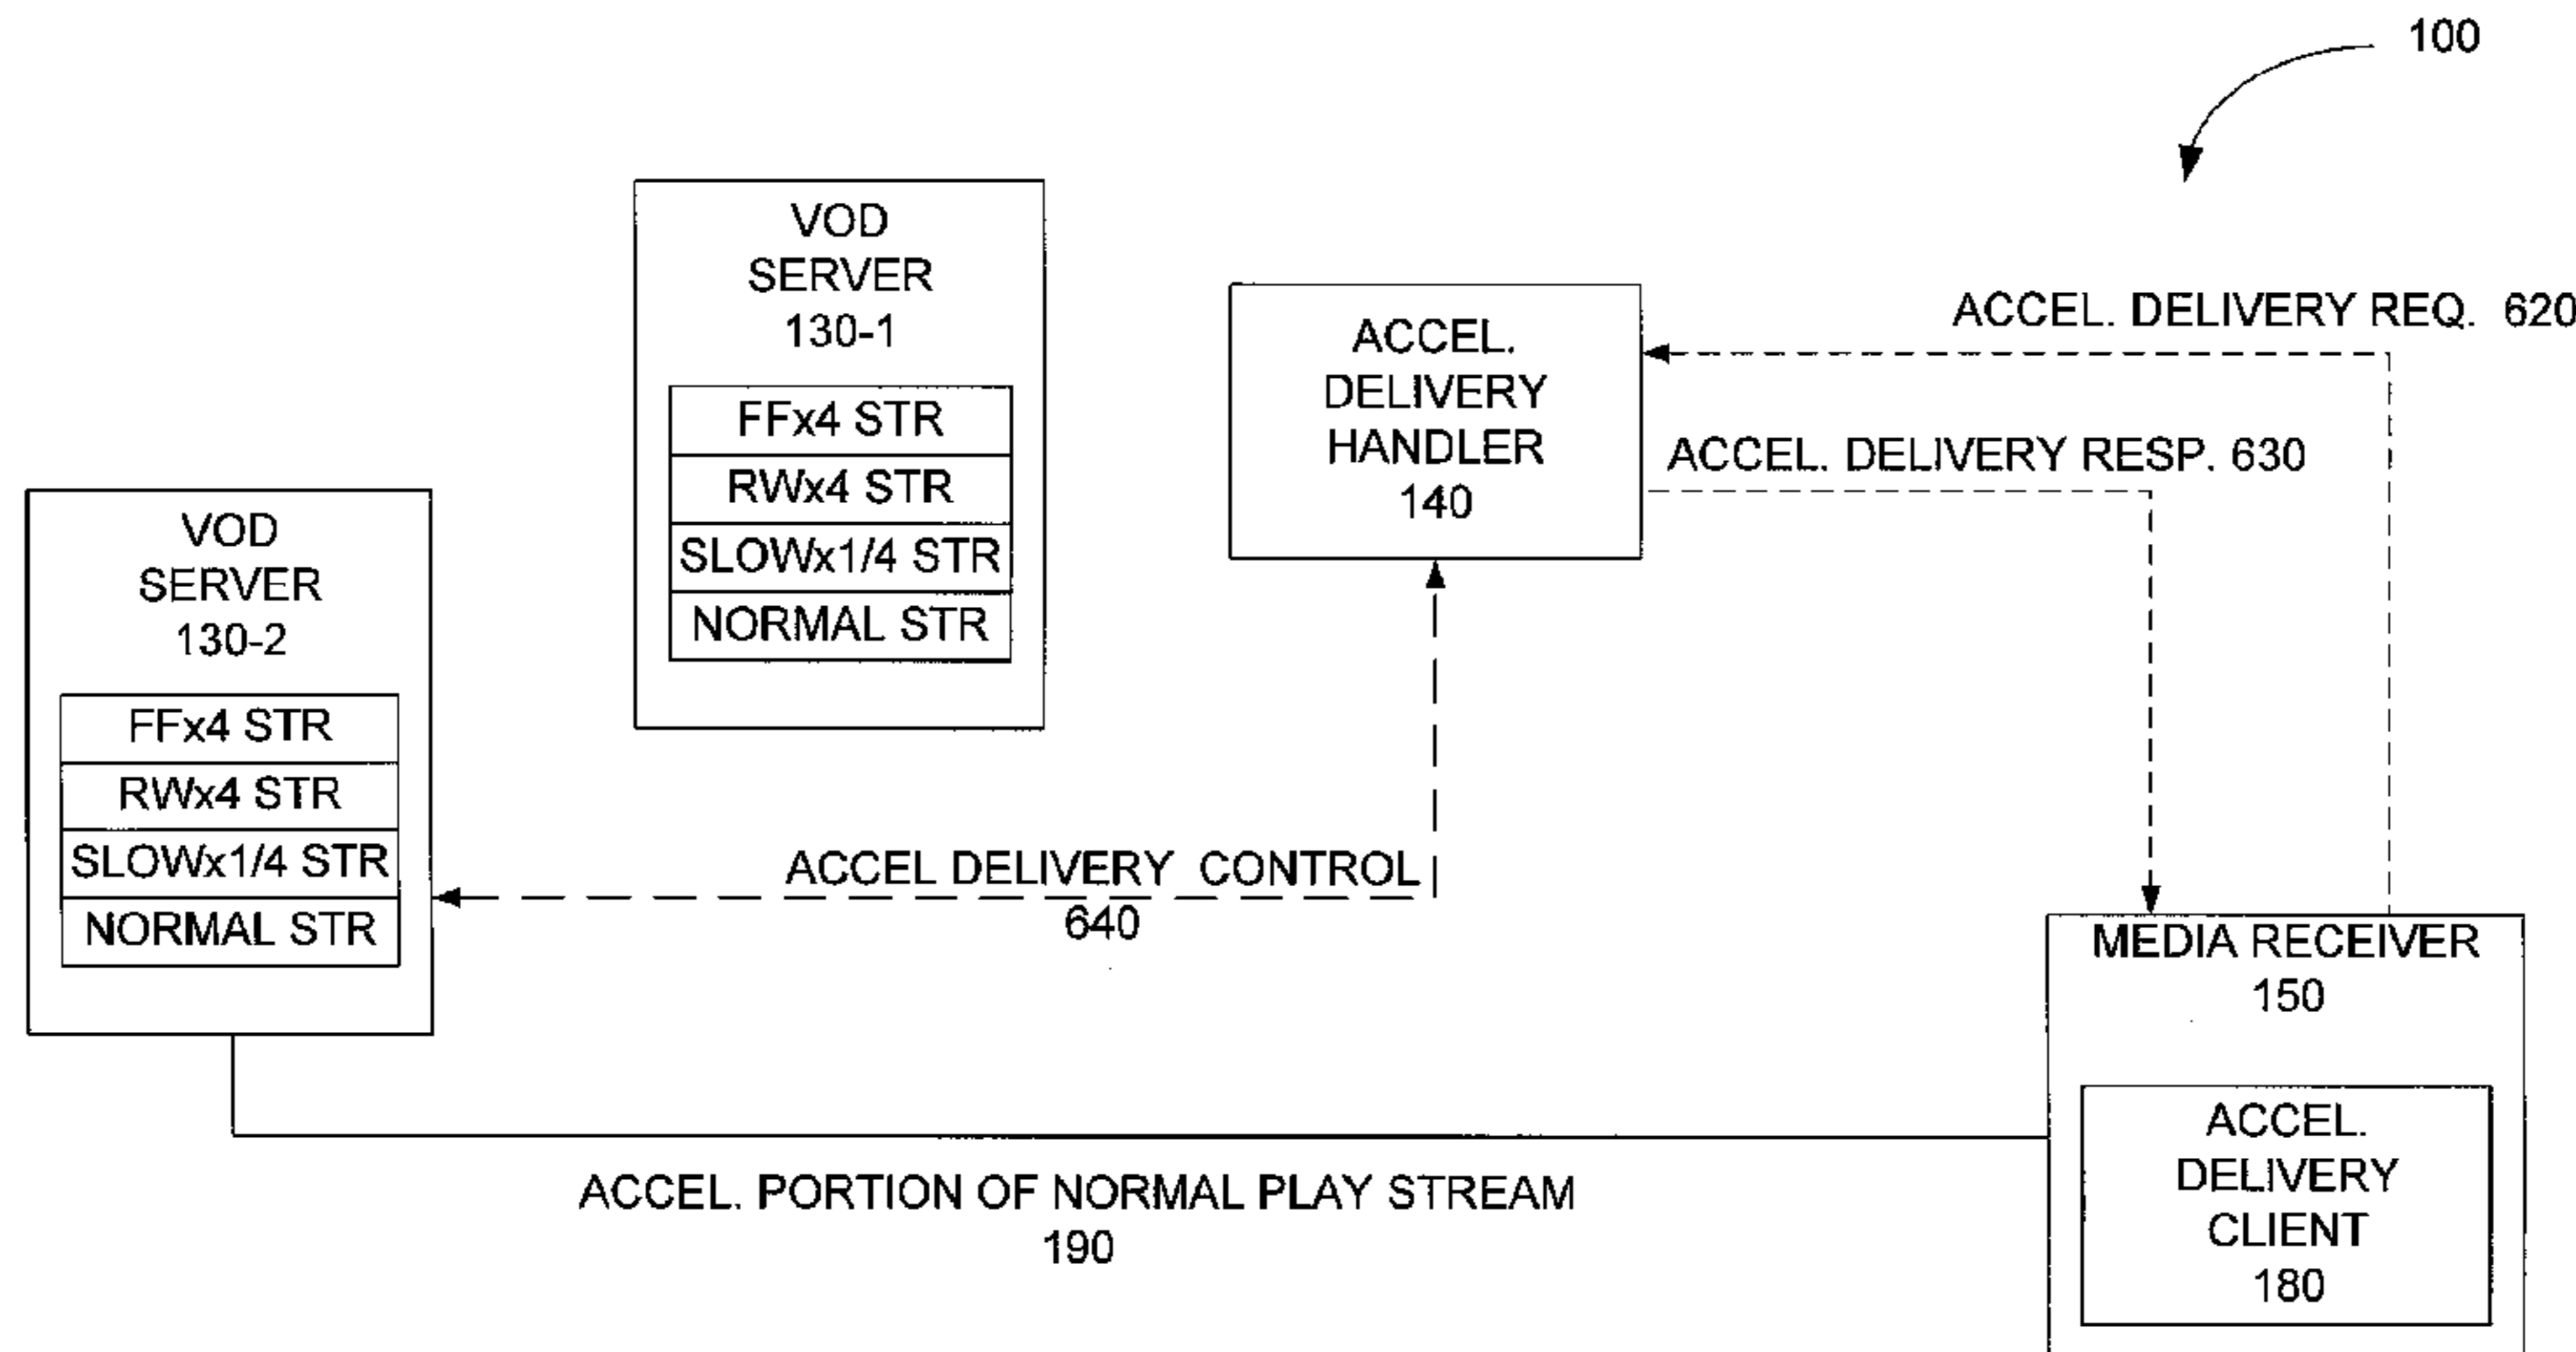 100
VOD
SERVER
130-1
FFx4 STR
RWx4 STR
SLOWx1/4 STR
NORMAL STR
ACCEL.
DELIVERY
HANDLER
140
ACCEL. DELIVERY REQ. 620
ACCEL. DELIVERY RESP. 630
VOD
SERVER
130-2
FFx4 STR
RWx4 STR
SLOWx1/4 STR
NORMAL STR
ACCEL DELIVERY CONTROL
640
MEDIA RECEIVER
150
ACCEL.
DELIVERY
CLIENT
180
ACCEL. PORTION OF NORMAL PLAY STREAM
190